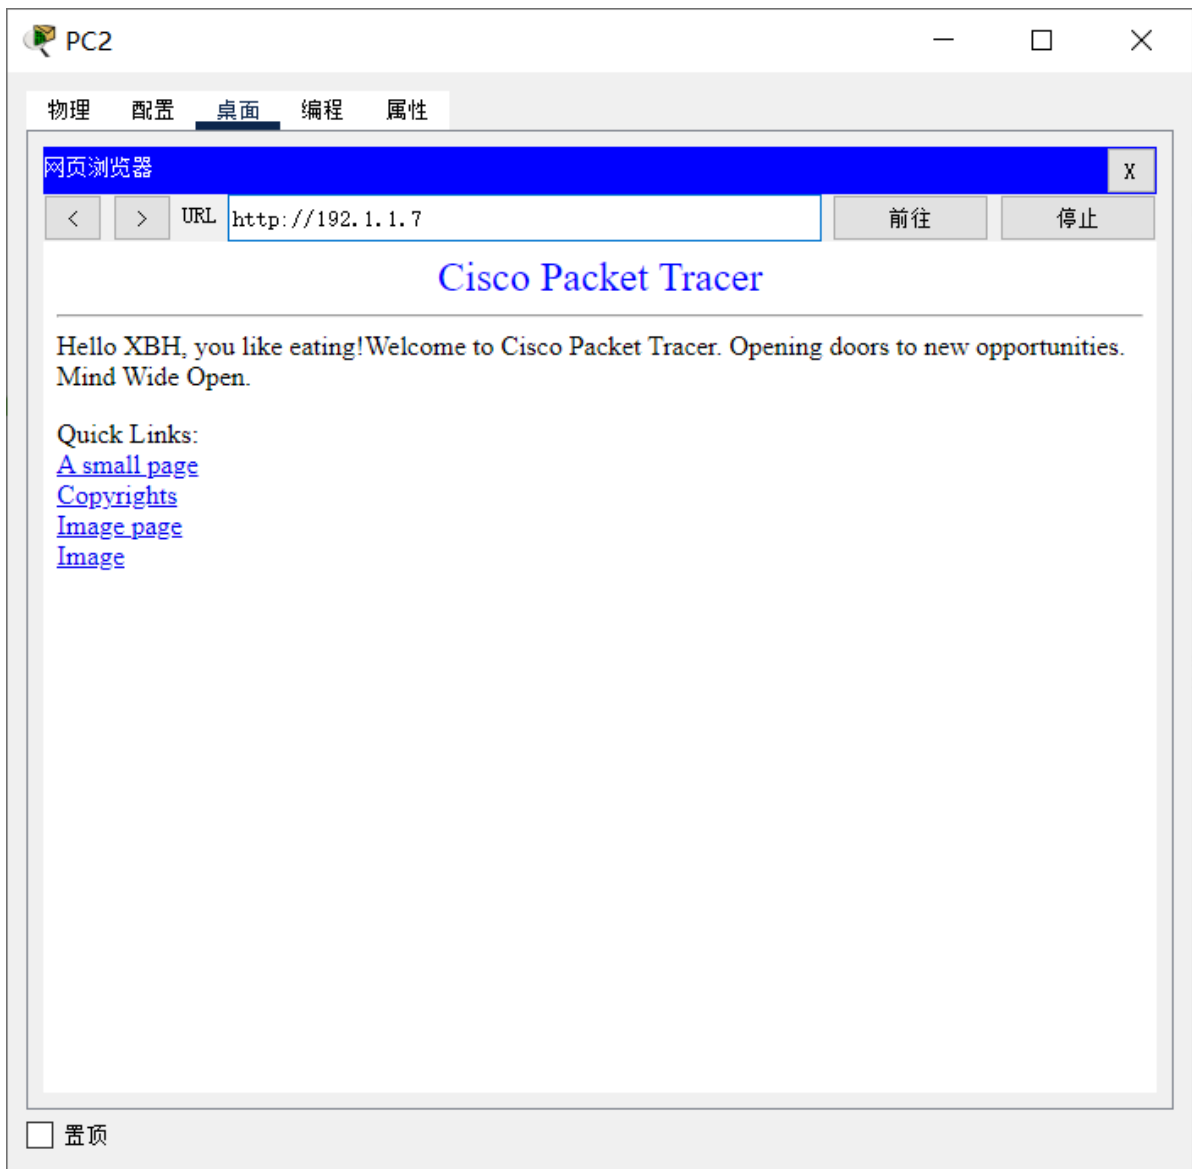 PC2
物理 配置 桌面 编程 属性
网页浏览器 X
< > URL http://192.1.1.7 前往 停止
Cisco Packet Tracer
Hello XBH, you like eating!Welcome to Cisco Packet Tracer. Opening doors to new opportunities.
Mind Wide Open.
Quick Links:
A small page
Copyrights
Image page
Image
置顶